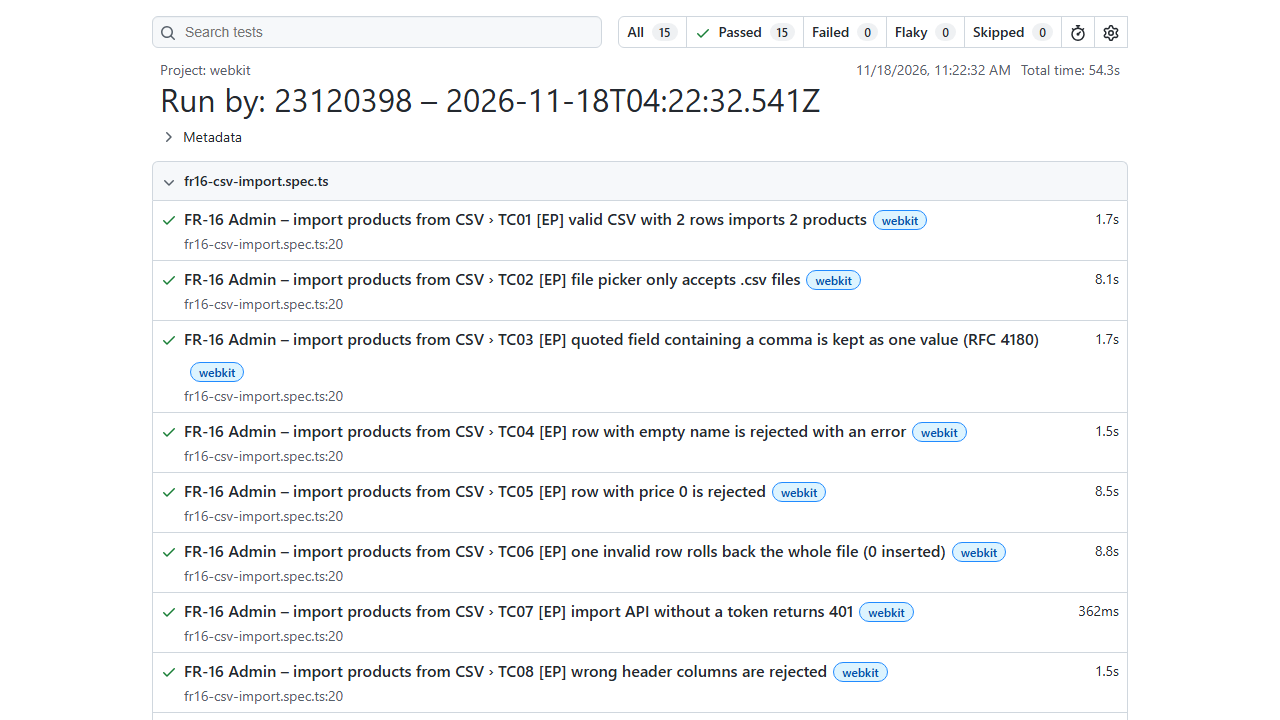 Search tests
All 15 Passed 15 Failed 0 Flaky 0 Skipped 0
Project: webkit 11/18/2026, 11:22:32 AM Total time: 54.3s
Run by: 23120398 – 2026-11-18T04:22:32.541Z
Metadata
fr16-csv-import.spec.ts
FR-16 Admin – import products from CSV › TC01 [EP] valid CSV with 2 rows imports 2 products webkit 1.7s
fr16-csv-import.spec.ts:20
FR-16 Admin – import products from CSV › TC02 [EP] file picker only accepts .csv files webkit 8.1s
fr16-csv-import.spec.ts:20
FR-16 Admin – import products from CSV › TC03 [EP] quoted field containing a comma is kept as one value (RFC 4180) 1.7s
webkit
fr16-csv-import.spec.ts:20
FR-16 Admin – import products from CSV › TC04 [EP] row with empty name is rejected with an error webkit 1.5s
fr16-csv-import.spec.ts:20
FR-16 Admin – import products from CSV › TC05 [EP] row with price 0 is rejected webkit 8.5s
fr16-csv-import.spec.ts:20
FR-16 Admin – import products from CSV › TC06 [EP] one invalid row rolls back the whole file (0 inserted) webkit 8.8s
fr16-csv-import.spec.ts:20
FR-16 Admin – import products from CSV › TC07 [EP] import API without a token returns 401 webkit 362ms
fr16-csv-import.spec.ts:20
FR-16 Admin – import products from CSV › TC08 [EP] wrong header columns are rejected webkit 1.5s
fr16-csv-import.spec.ts:20